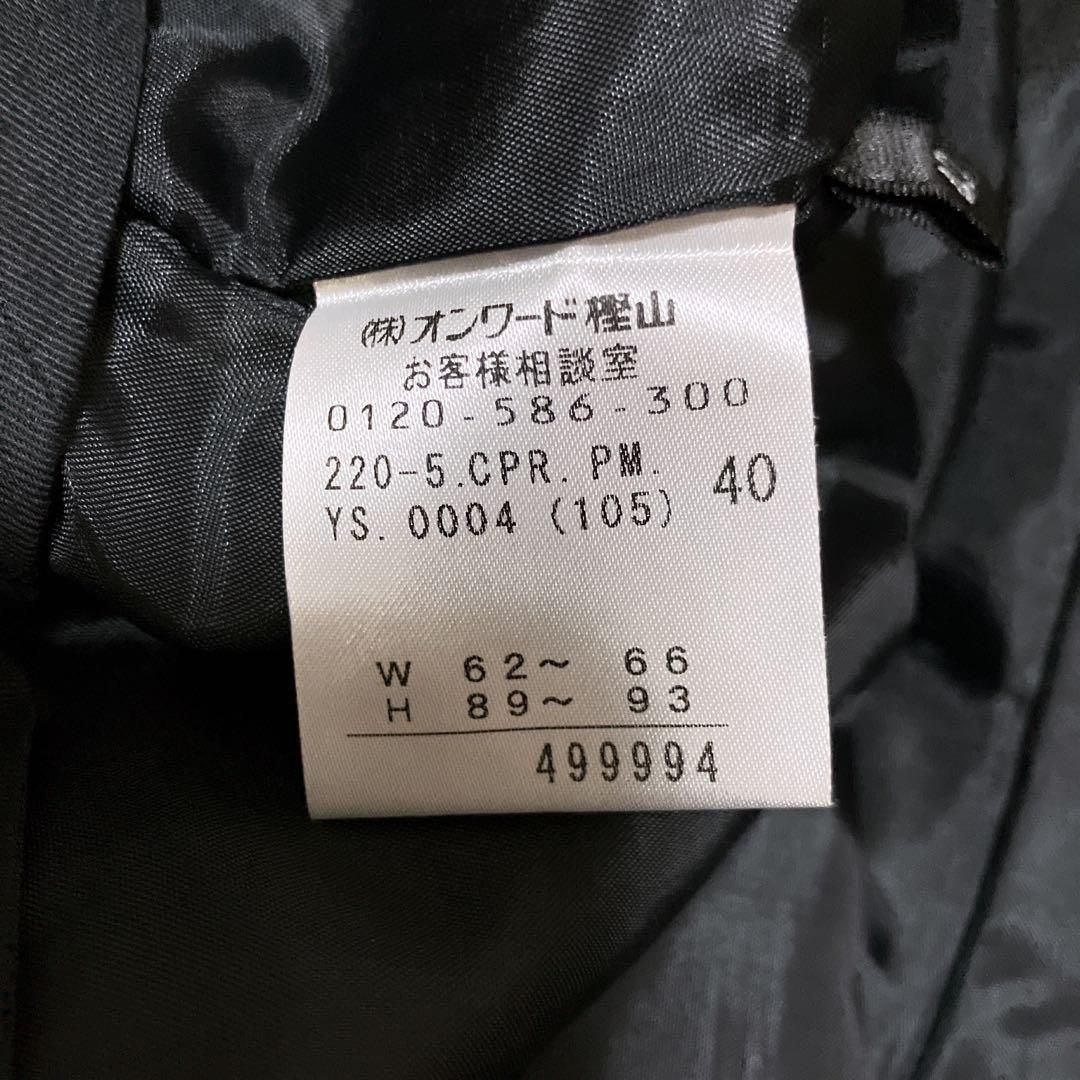 (株)オンワード樫山
お客様相談室
0120-586-300
220-5.CPR.PM. 40
YS.0004 (105)
W 62～ 66
H 89～ 93
499994